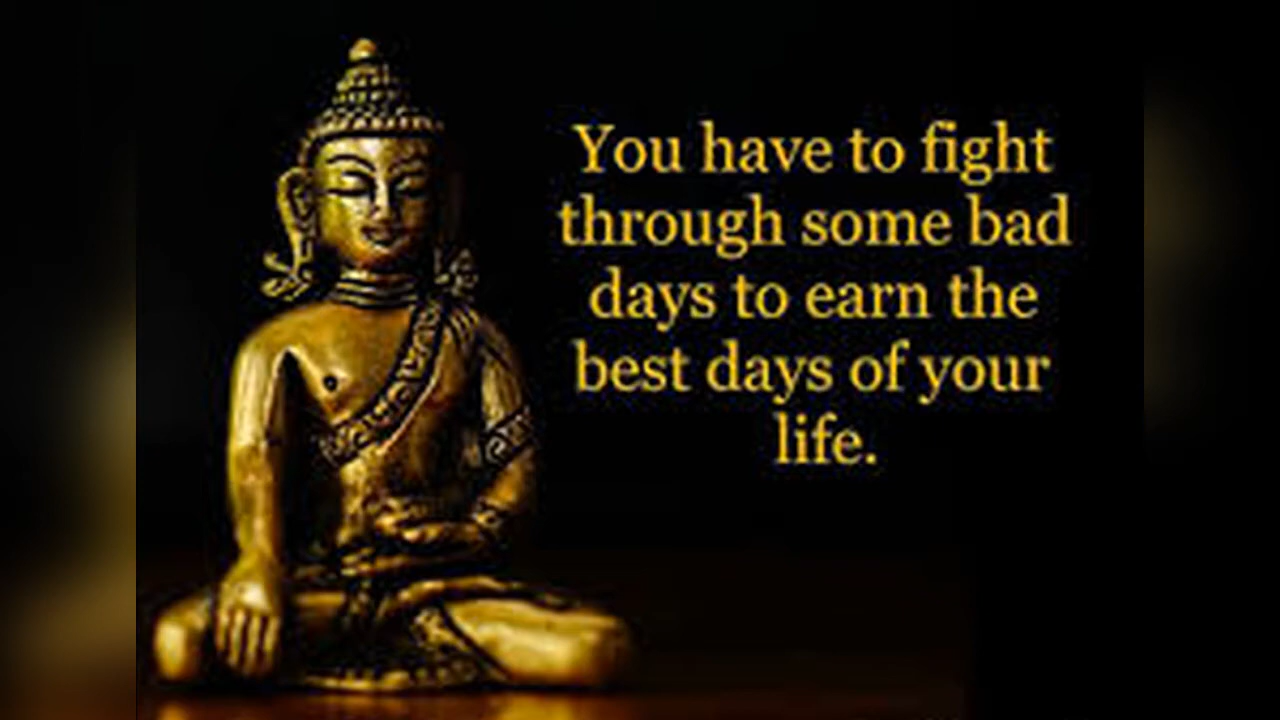 You have to fight
through some bad
days to earn the
best days of your
life.